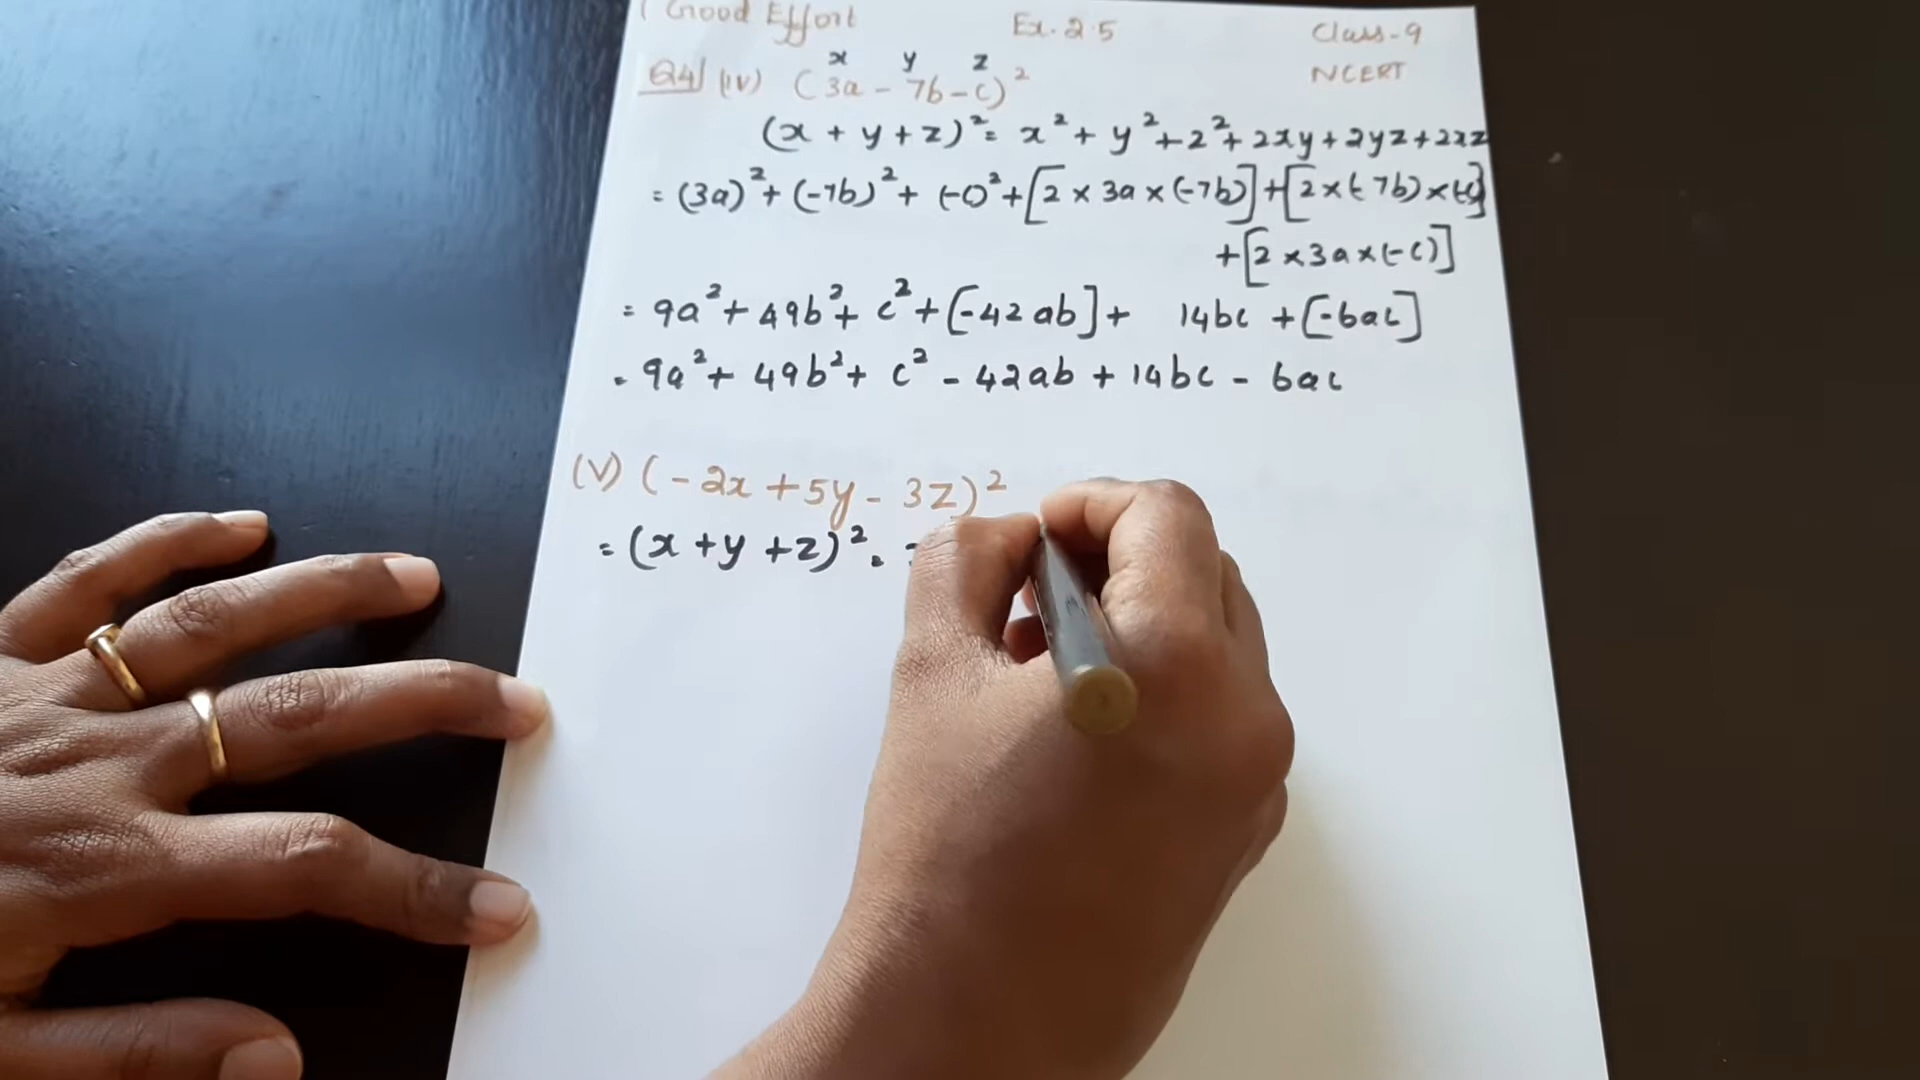 Good Effort Ex. 2.5 Class-9
NCERT
x y z
Q4 (iv) (3a - 7b - c)²
(x + y + z)² = x² + y² + z² + 2xy + 2yz + 2xz
= (3a)² + (-7b)² + (-c)² + [2 × 3a × (-7b)] + [2 × (-7b) × (-c)]
+ [2 × 3a × (-c)]
= 9a² + 49b² + c² + [-42ab] + 14bc + [-6ac]
= 9a² + 49b² + c² - 42ab + 14bc - 6ac
(v) (-2x + 5y - 3z)²
= (x + y + z)² =